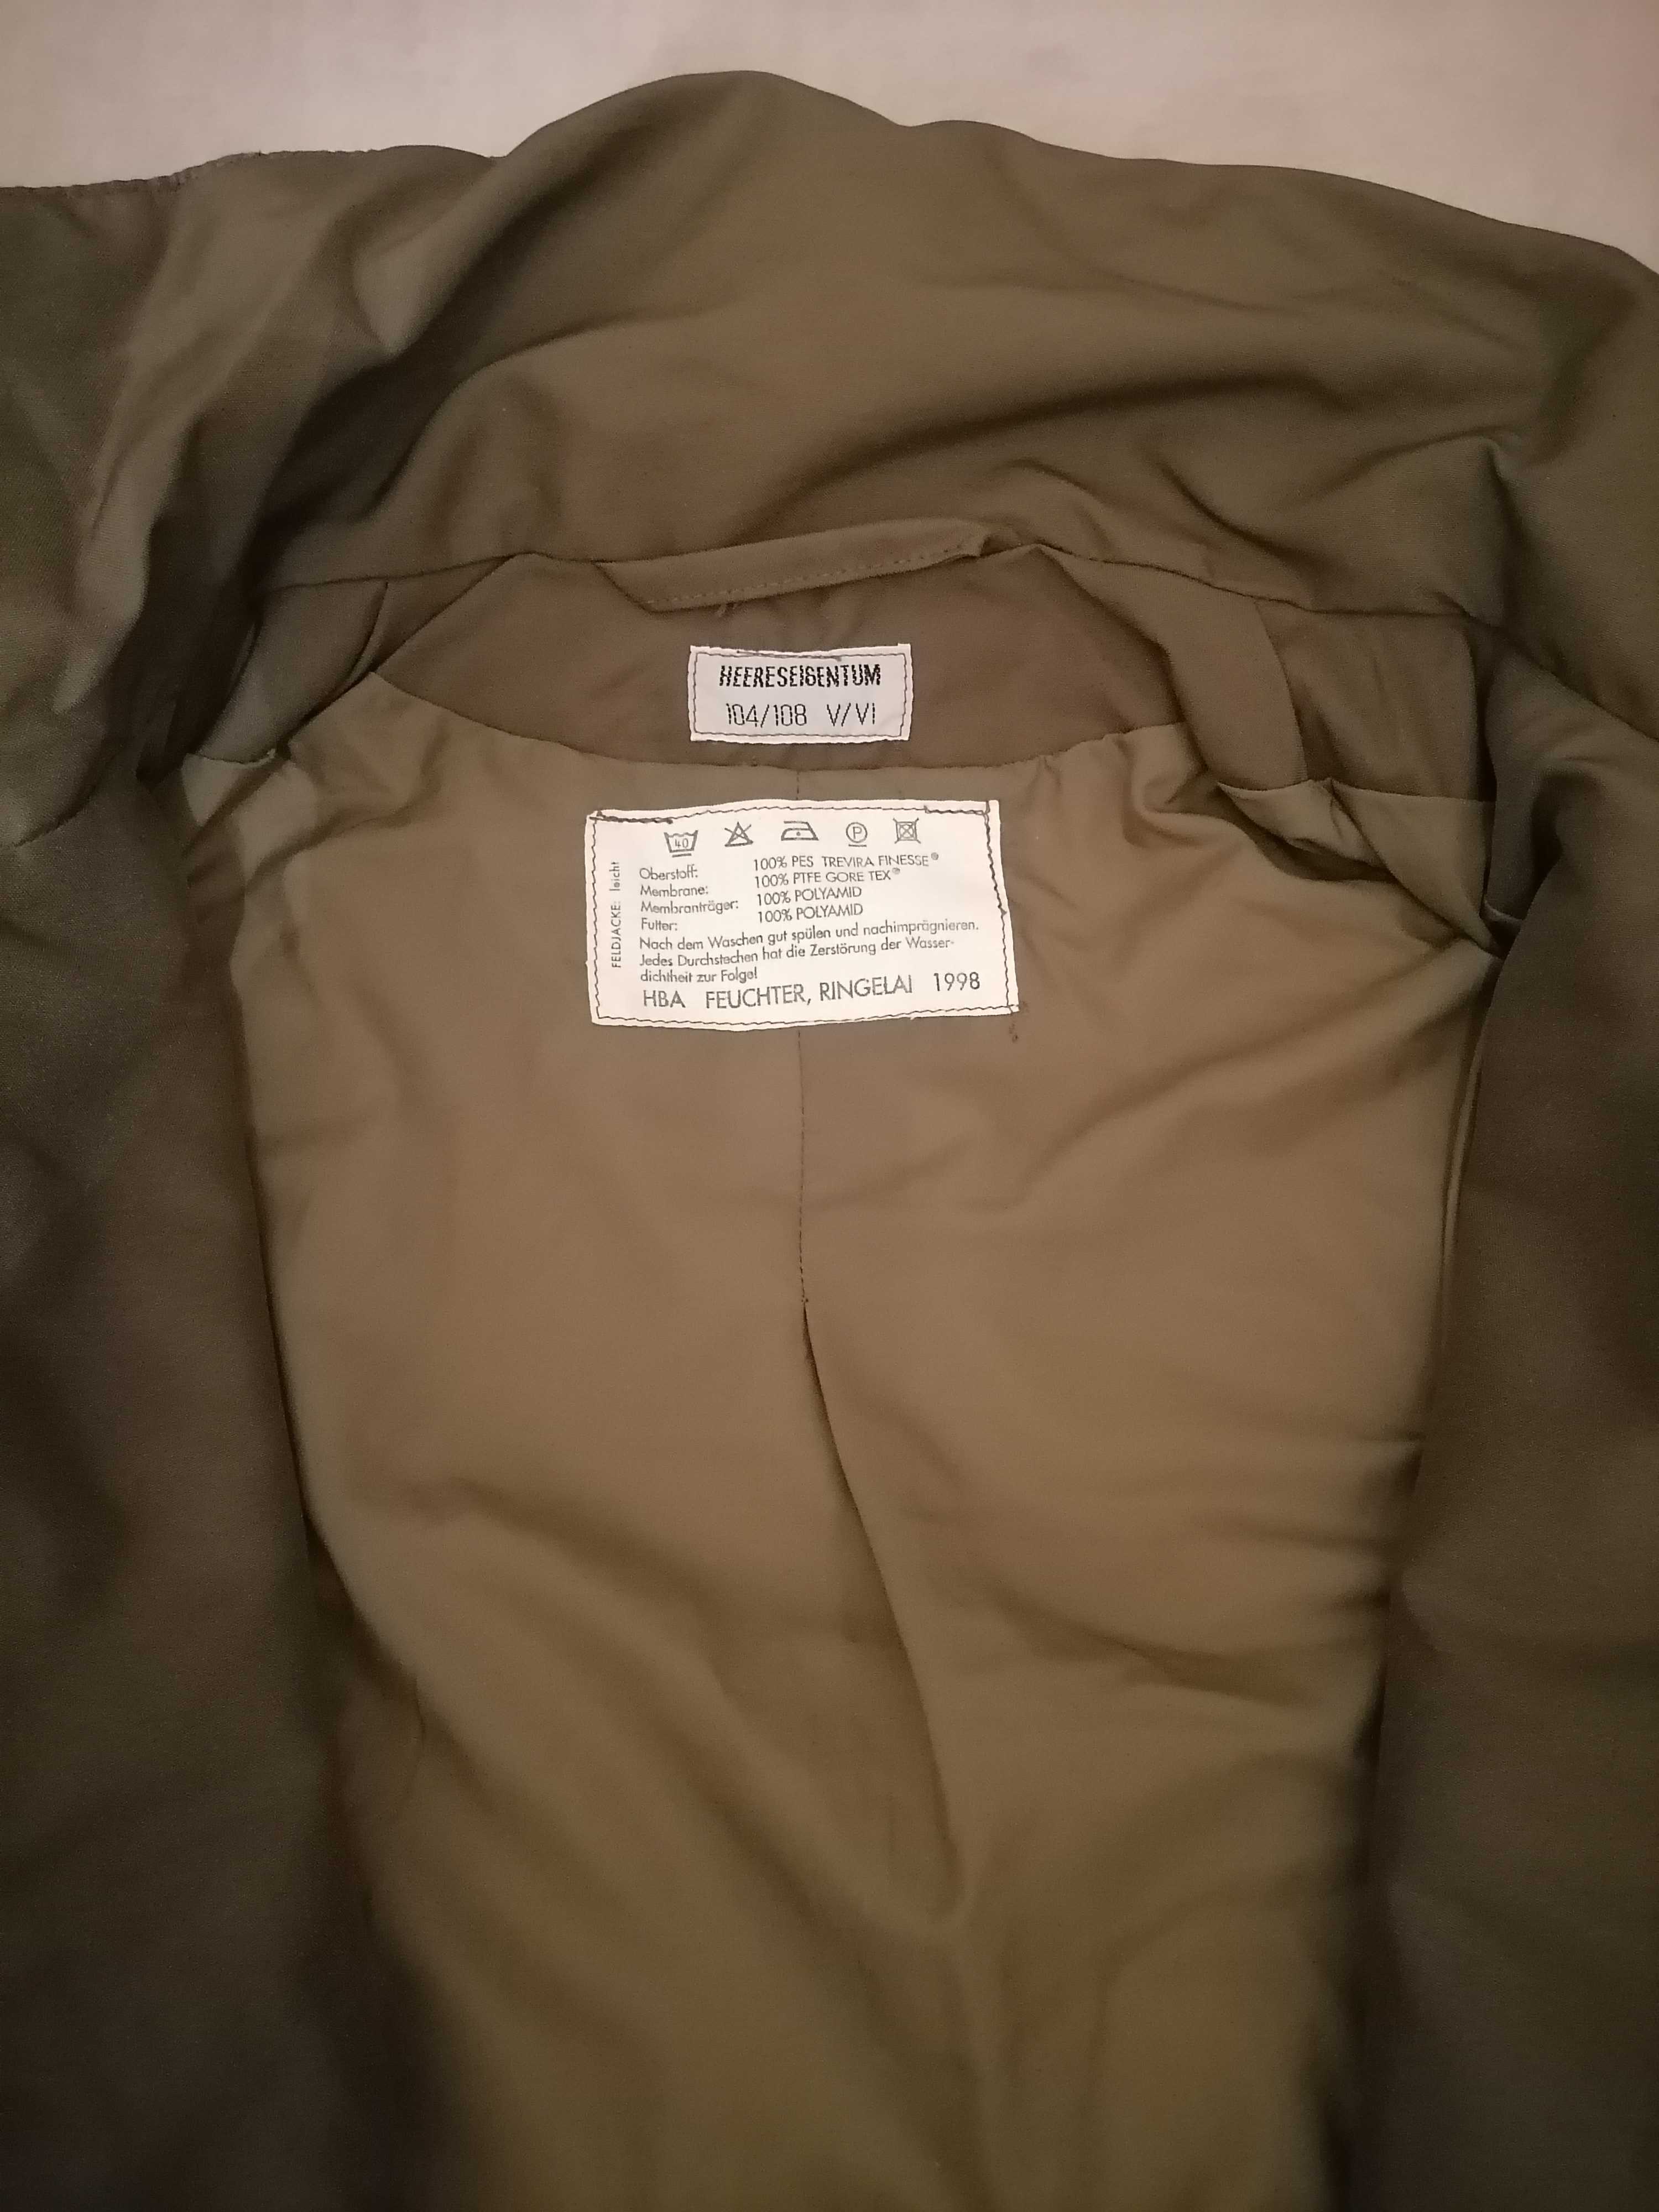 HEERESEIGENTUM
104/108 V/VI
40 P
FELDJACKE: leicht
Oberstoff: 100% PES TREVIRA FINESSE®
Membrane: 100% PTFE GORE TEX®
Membranträger: 100% POLYAMID
Futter: 100% POLYAMID
Nach dem Waschen gut spülen und nachimprägnieren.
Jedes Durchstechen hat die Zerstörung der Wasser-
dichtheit zur Folge!
HBA FEUCHTER, RINGELAI 1998